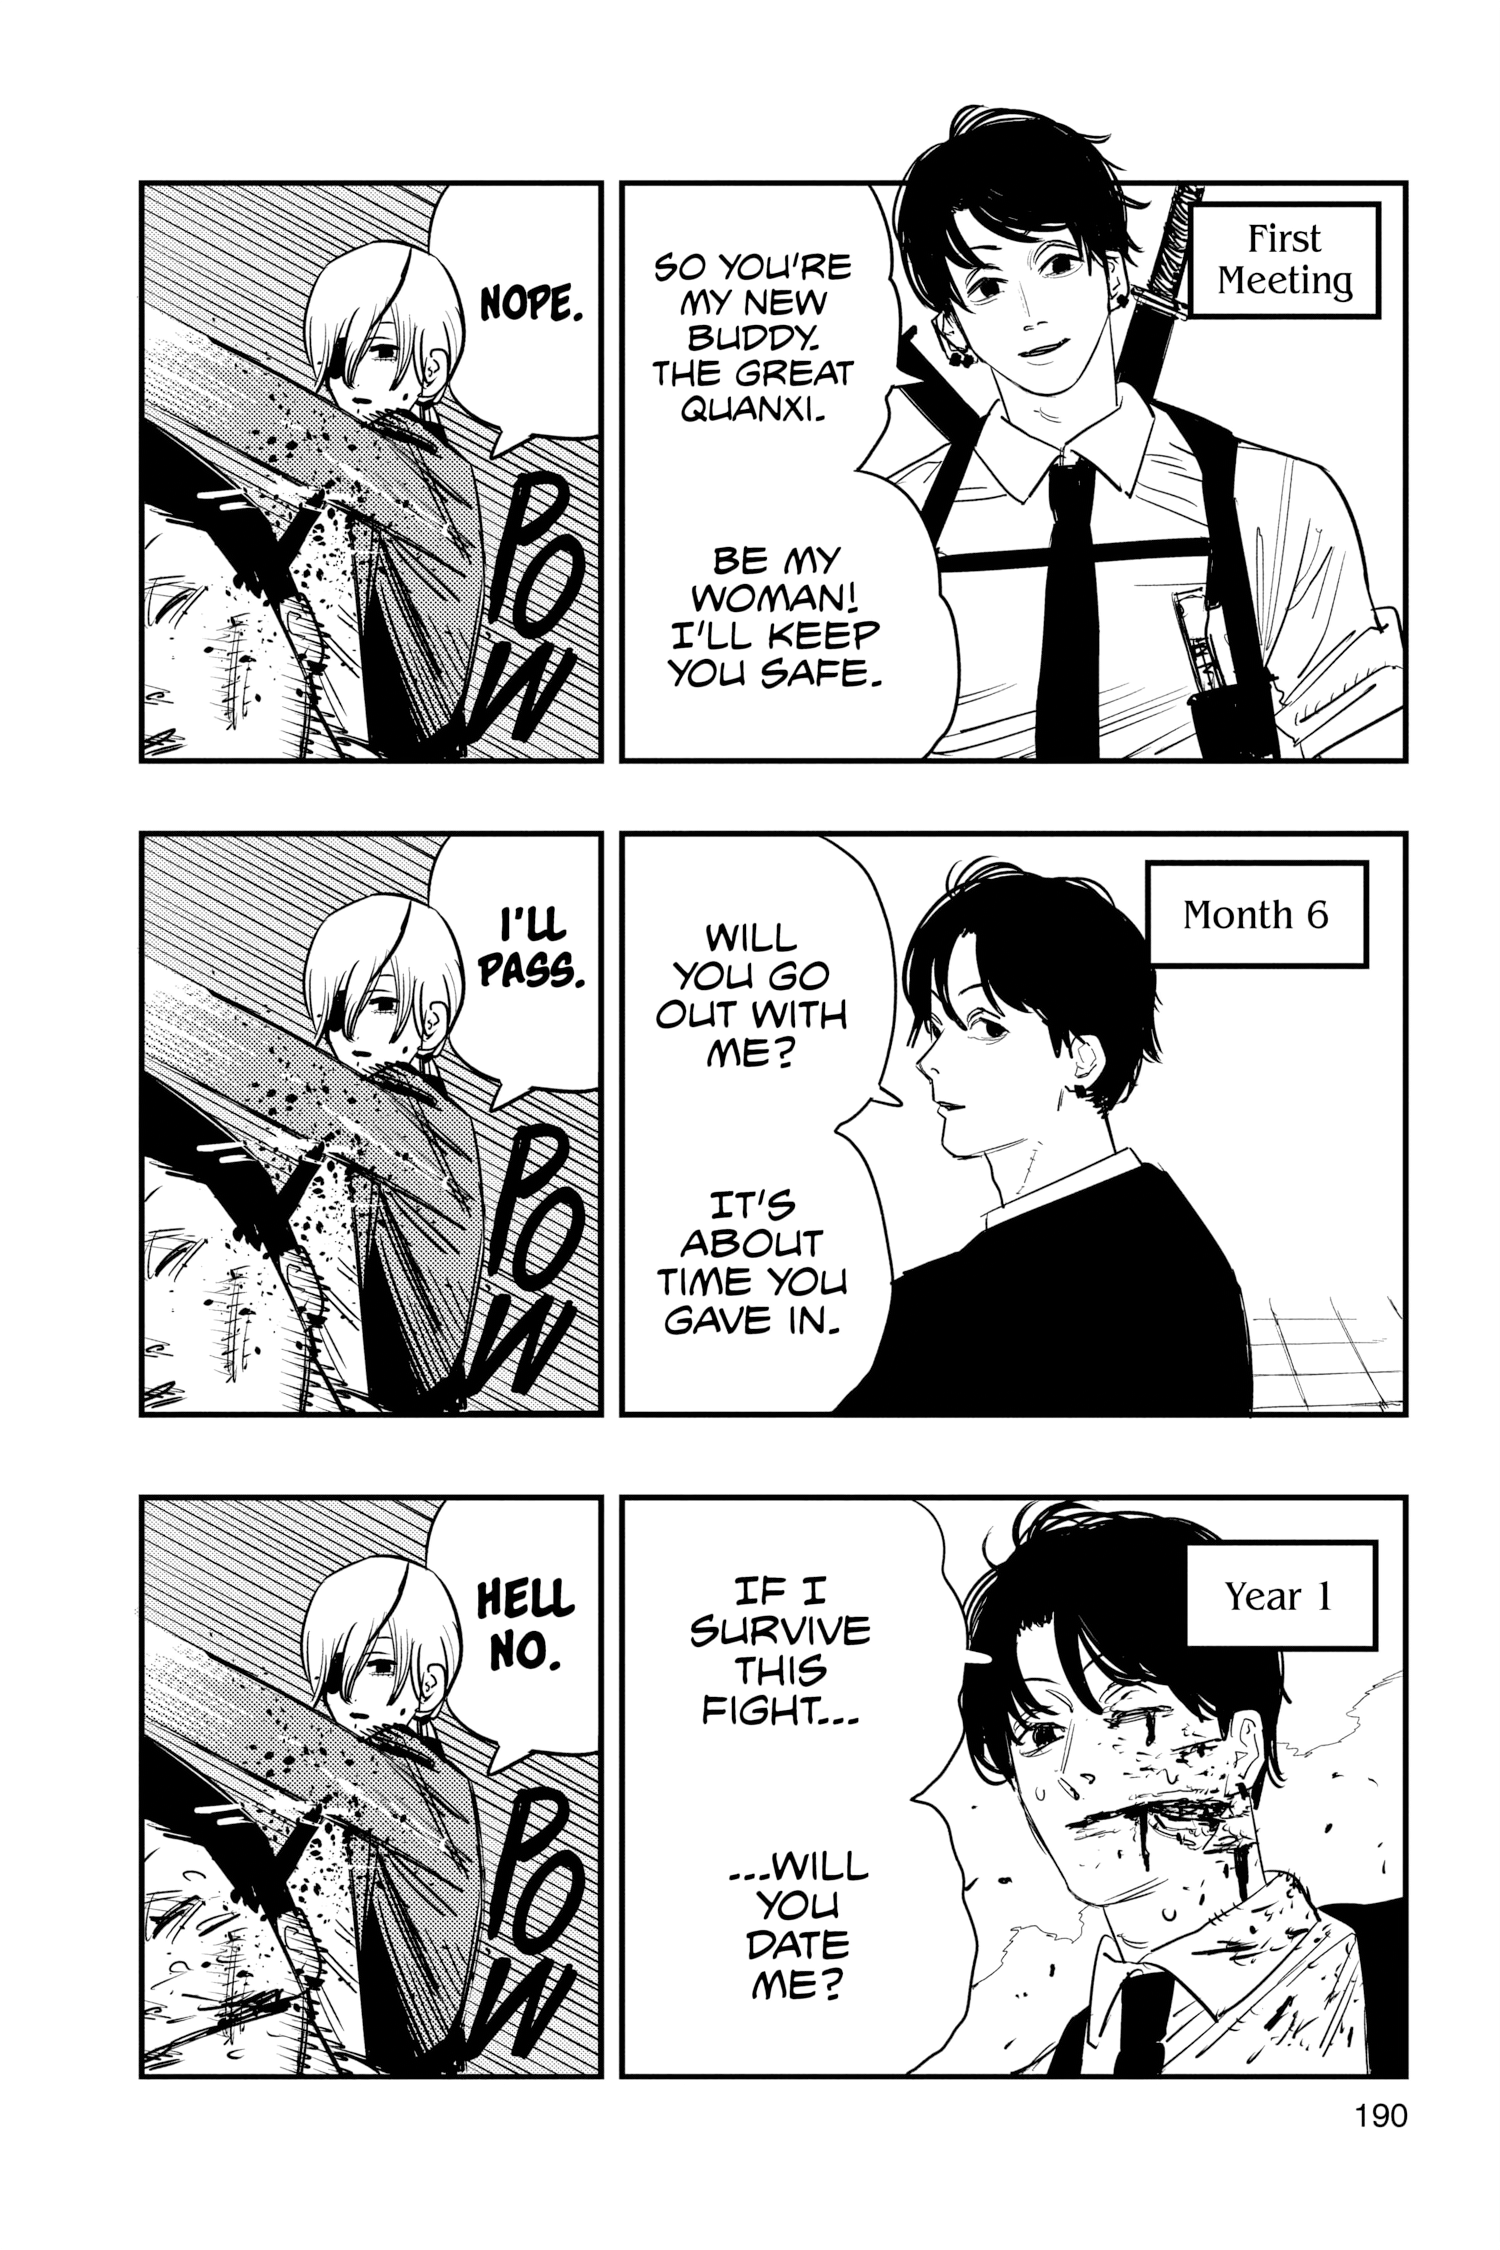 First
Meeting
SO YOU'RE
MY NEW
BUDDY.
THE GREAT
QUANXI.
BE MY
WOMAN!
I'LL KEEP
YOU SAFE.
NOPE.
POW
Month 6
WILL
YOU GO
OUT WITH
ME?
IT'S
ABOUT
TIME YOU
GAVE IN.
I'LL
PASS.
POW
Year 1
IF I
SURVIVE
THIS
FIGHT...
...WILL
YOU
DATE
ME?
HELL
NO.
POW
190